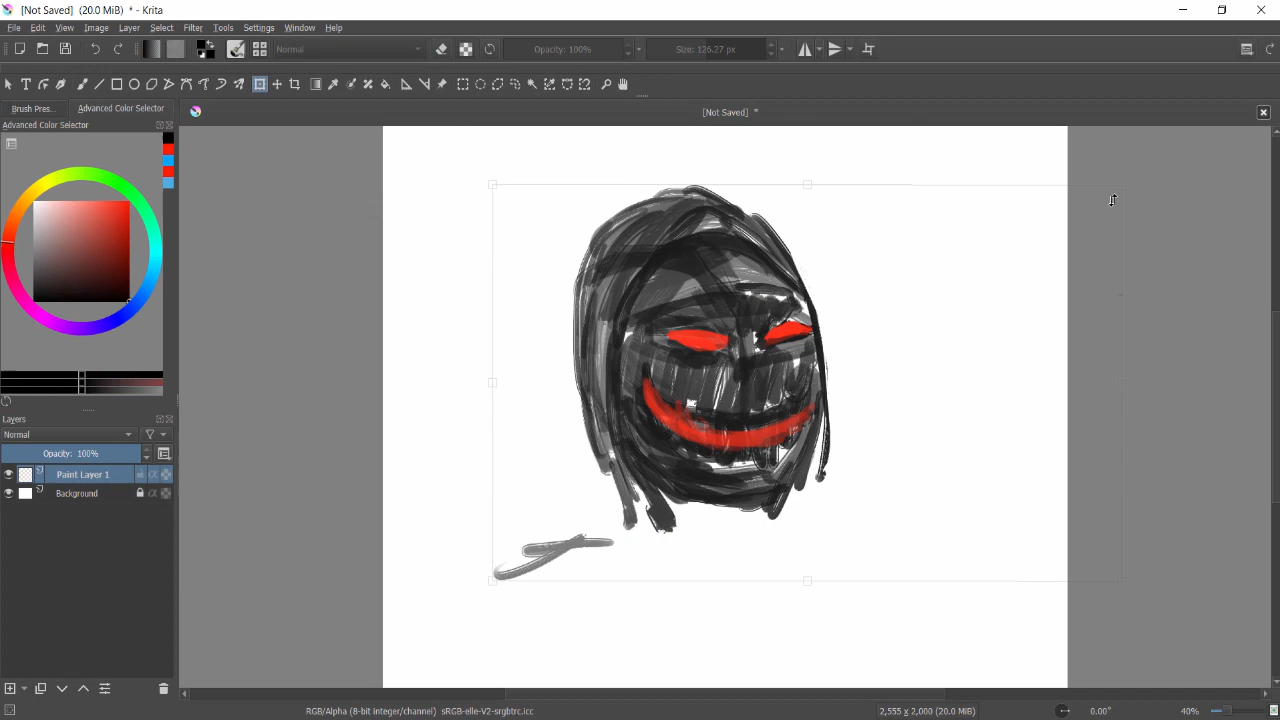 [Not Saved] (20.0 MiB) * - Krita
File Edit View Image Layer Select Filter Tools Settings Window Help
Normal Opacity: 100% Size: 126.27 px
Brush Pres... Advanced Color Selector
[Not Saved] *
Advanced Color Selector
Layers
Normal
Opacity: 100%
Paint Layer 1
Background
RGB/Alpha (8-bit integer/channel) sRGB-elle-V2-srgbtrc.icc 2,555 x 2,000 (20.0 MiB) 0.00° 40%